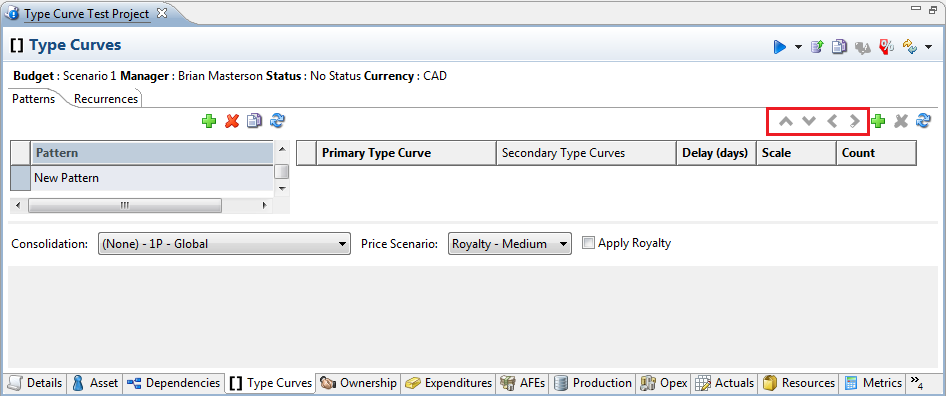 Type Curve Test Project
[] Type Curves
Budget : Scenario 1 Manager : Brian Masterson Status : No Status Currency : CAD
Patterns Recurrences
Pattern
New Pattern
Primary Type Curve Secondary Type Curves Delay (days) Scale Count
Consolidation: (None) - 1P - Global Price Scenario: Royalty - Medium Apply Royalty
Details Asset Dependencies [] Type Curves Ownership Expenditures AFEs Production Opex Actuals Resources Metrics »4